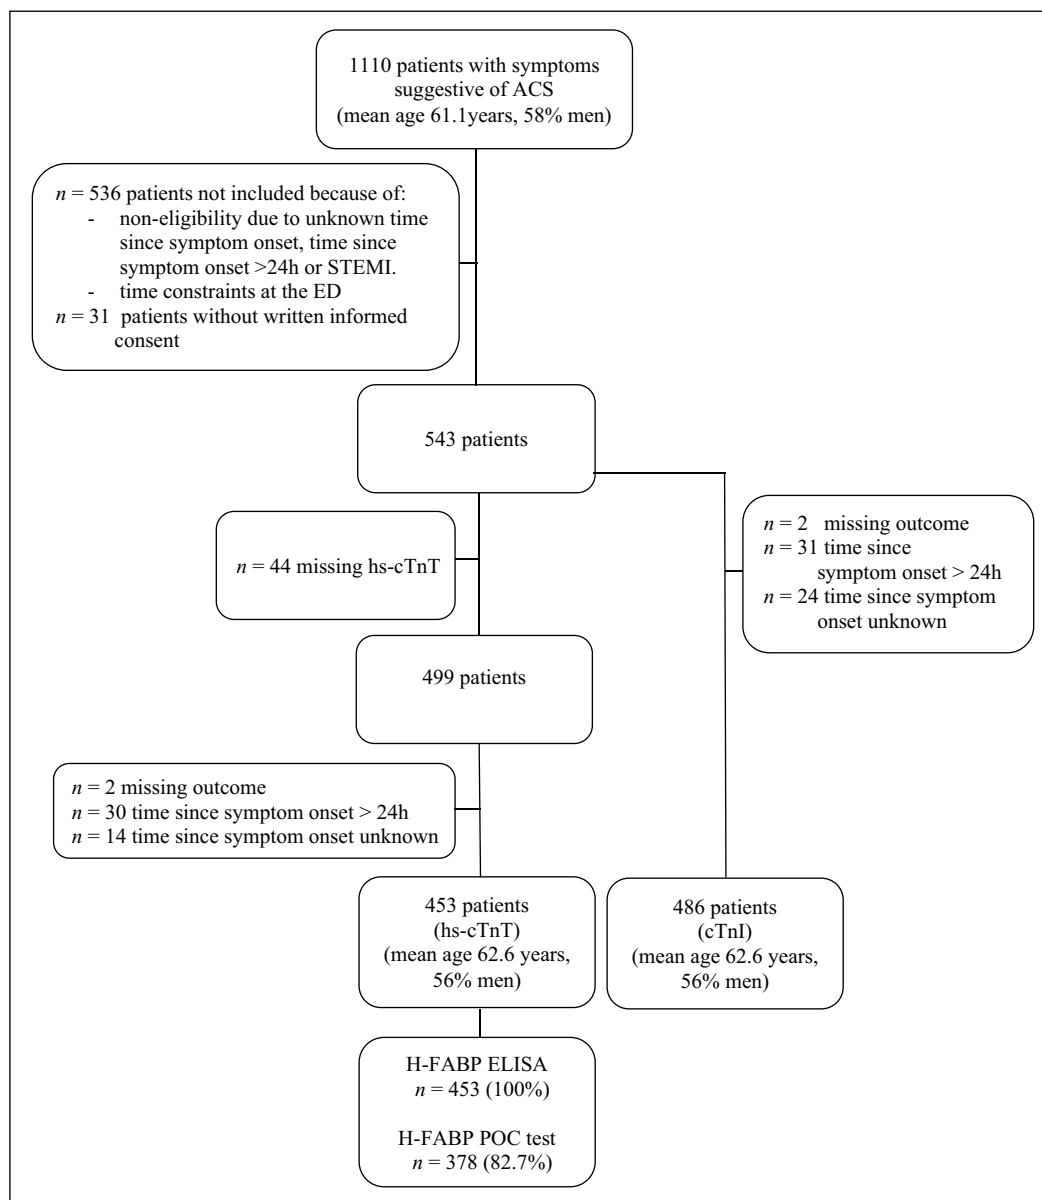 1110 patients with symptoms
suggestive of ACS
(mean age 61.1years, 58% men)
n = 536 patients not included because of:
- non-eligibility due to unknown time
since symptom onset, time since
symptom onset >24h or STEMI.
- time constraints at the ED
n = 31 patients without written informed
consent
543 patients
n = 2 missing outcome
n = 31 time since
symptom onset > 24h
n = 24 time since symptom
onset unknown
n = 44 missing hs-cTnT
499 patients
n = 2 missing outcome
n = 30 time since symptom onset > 24h
n = 14 time since symptom onset unknown
453 patients
(hs-cTnT)
(mean age 62.6 years,
56% men)
486 patients
(cTnI)
(mean age 62.6 years,
56% men)
H-FABP ELISA
n = 453 (100%)
H-FABP POC test
n = 378 (82.7%)